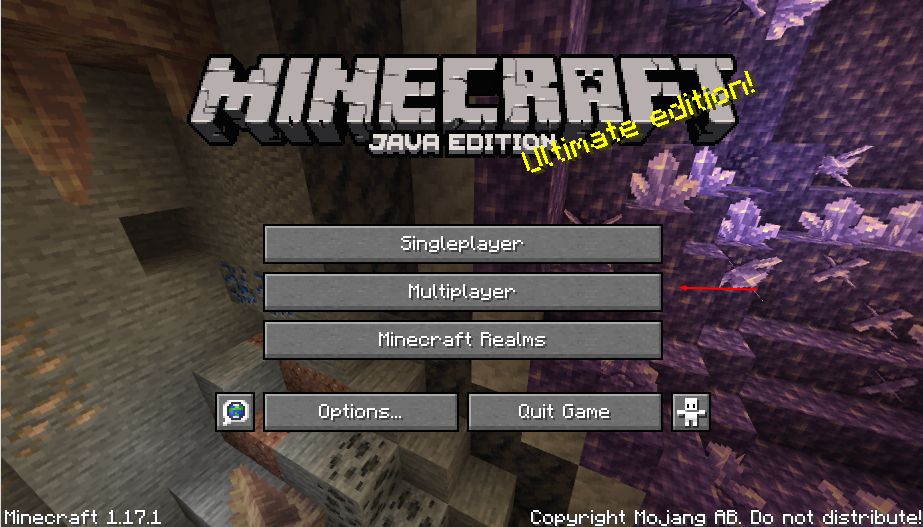 MINECRAFT
JAVA EDITION
Ultimate edition!
Singleplayer
Multiplayer
Minecraft Realms
Options...
Quit Game
Minecraft 1.17.1
Copyright Mojang AB. Do not distribute!